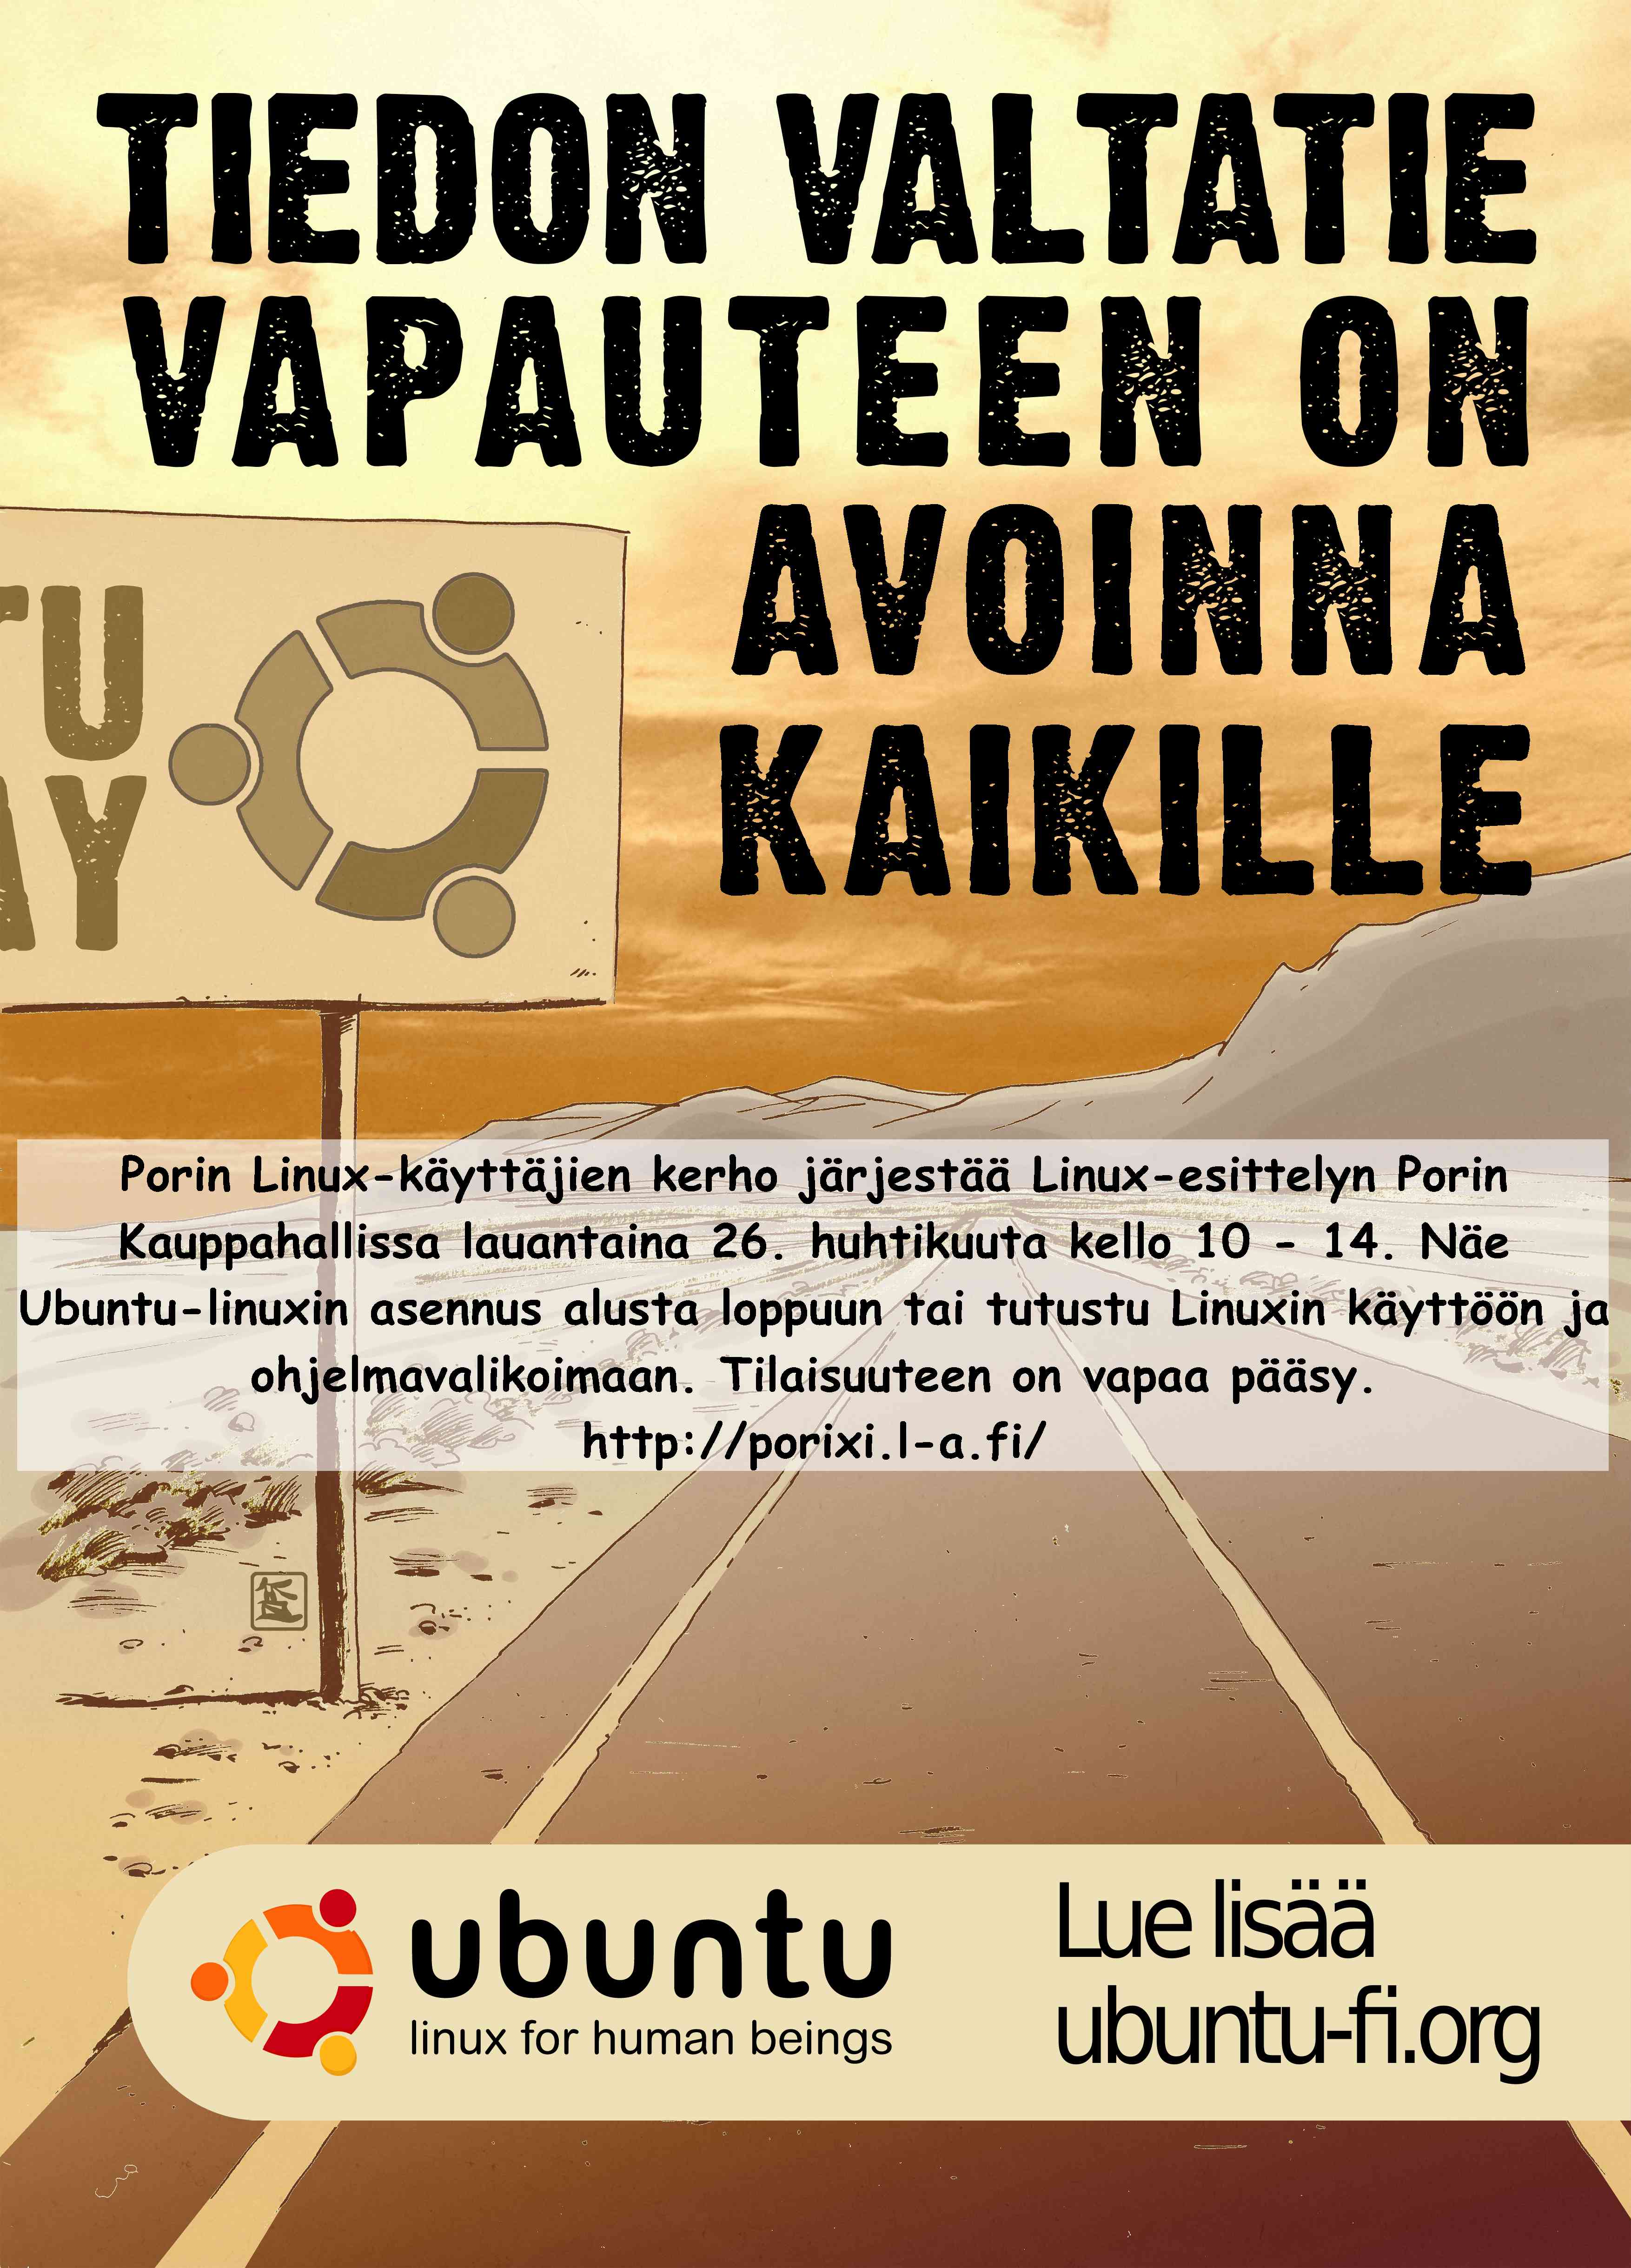 TIEDON VALTATIE
VAPAUTEEN ON
AVOINNA
KAIKILLE
TU
AY
Porin Linux-käyttäjien kerho järjestää Linux-esittelyn Porin
Kauppahallissa lauantaina 26. huhtikuuta kello 10 - 14. Näe
Ubuntu-linuxin asennus alusta loppuun tai tutustu Linuxin käyttöön ja
ohjelmavalikoimaan. Tilaisuuteen on vapaa pääsy.
http://porixi.l-a.fi/
ubuntu
linux for human beings
Lue lisää
ubuntu-fi.org